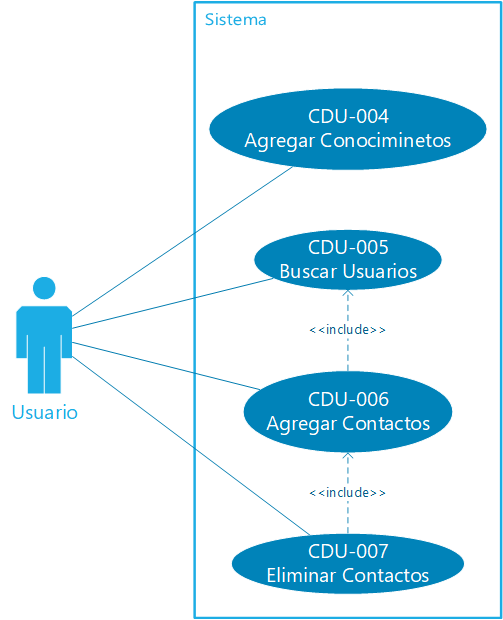 Sistema
CDU-004
Agregar Conociminetos
CDU-005
Buscar Usuarios
<<include>>
CDU-006
Agregar Contactos
Usuario
<<include>>
CDU-007
Eliminar Contactos